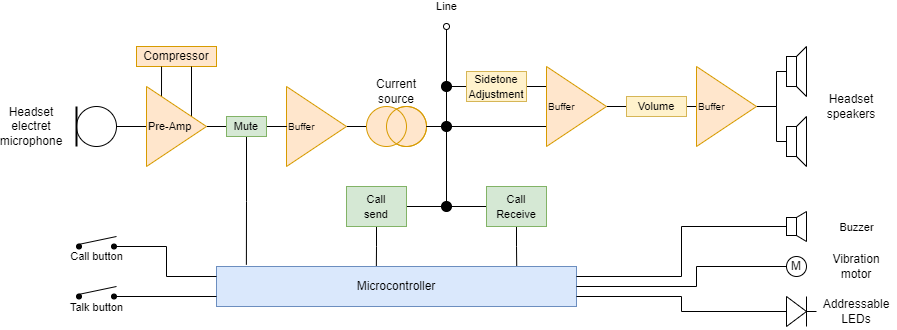 Line
Compressor
Headset
electret
microphone
Pre-Amp
Mute
Buffer
Current
source
Sidetone
Adjustment
Buffer
Volume
Buffer
Headset
speakers
Call
send
Call
Receive
Call button
Talk button
Microcontroller
Buzzer
M
Vibration
motor
Addressable
LEDs